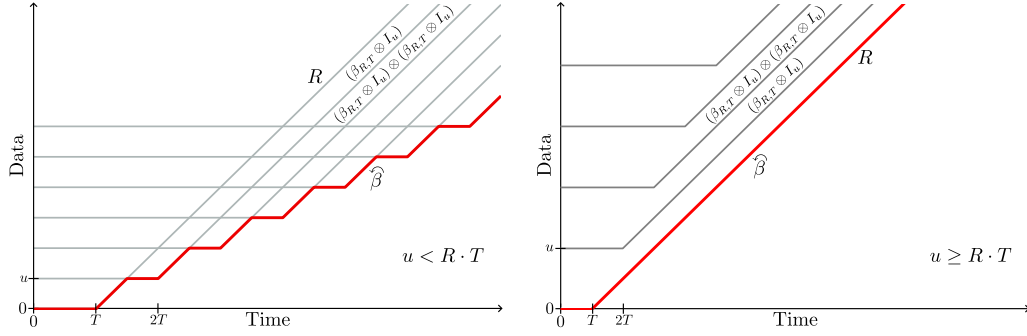 R
(β_{R,T} ⊗ I_u)
(β_{R,T} ⊗ I_u) ⊗ (β_{R,T} ⊗ I_u)
Data
β̑
u < R · T
u
0
0
T
2T
Time
R
(β_{R,T} ⊗ I_u) ⊗ (β_{R,T} ⊗ I_u)
(β_{R,T} ⊗ I_u)
Data
β̑
u
u ≥ R · T
0
0
T
2T
Time